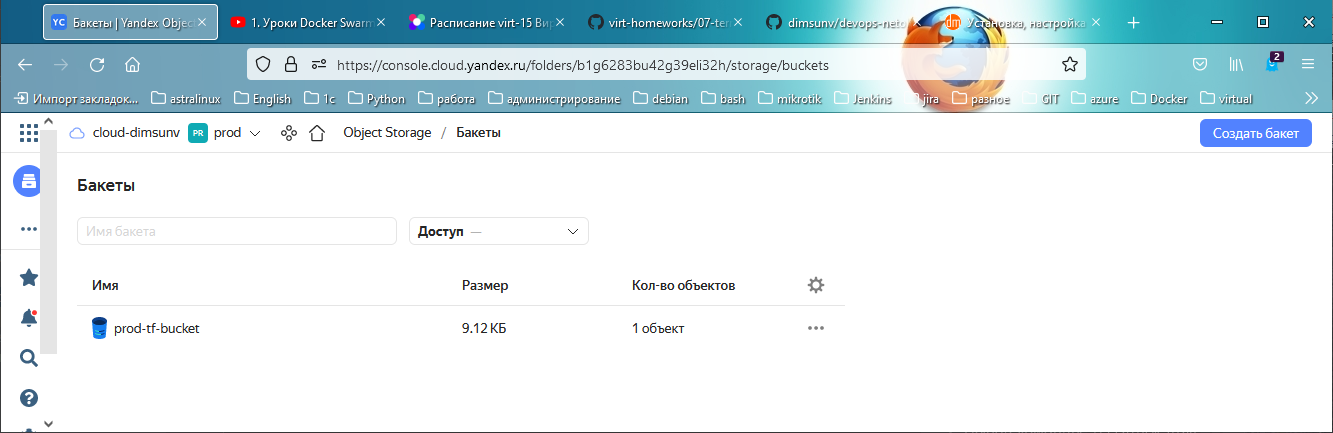 Бакеты | Yandex Objec
1. Уроки Docker Swarm
Расписание virt-15 Вир
virt-homeworks/07-ter
dimsunv/devops-neto
Установка, настройка
https://console.cloud.yandex.ru/folders/b1g6283bu42g39eli32h/storage/buckets
2
Импорт закладок...
astralinux
English
1c
Python
работа
администрирование
debian
bash
mikrotik
Jenkins
jira
разное
GIT
azure
Docker
virtual
cloud-dimsunv
PR
prod
Object Storage / Бакеты
Создать бакет
Бакеты
Имя бакета
Доступ —
Имя Размер Кол-во объектов
prod-tf-bucket 9.12 КБ 1 объект